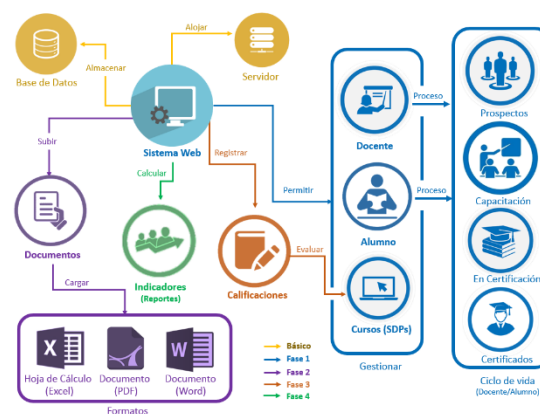 Alojar
Base de Datos
Almacenar
Servidor
Subir
Sistema Web
Registrar
Calcular
Permitir
Documentos
Cargar
Indicadores
(Reportes)
Calificaciones
Evaluar
Docente
Alumno
Cursos (SDPs)
Gestionar
Proceso
Proceso
Prospectos
Capacitación
En Certificación
Certificados
Ciclo de vida
(Docente/Alumno)
X
W
Hoja de Cálculo
(Excel)
Documento
(PDF)
Documento
(Word)
Formatos
Básico
Fase 1
Fase 2
Fase 3
Fase 4